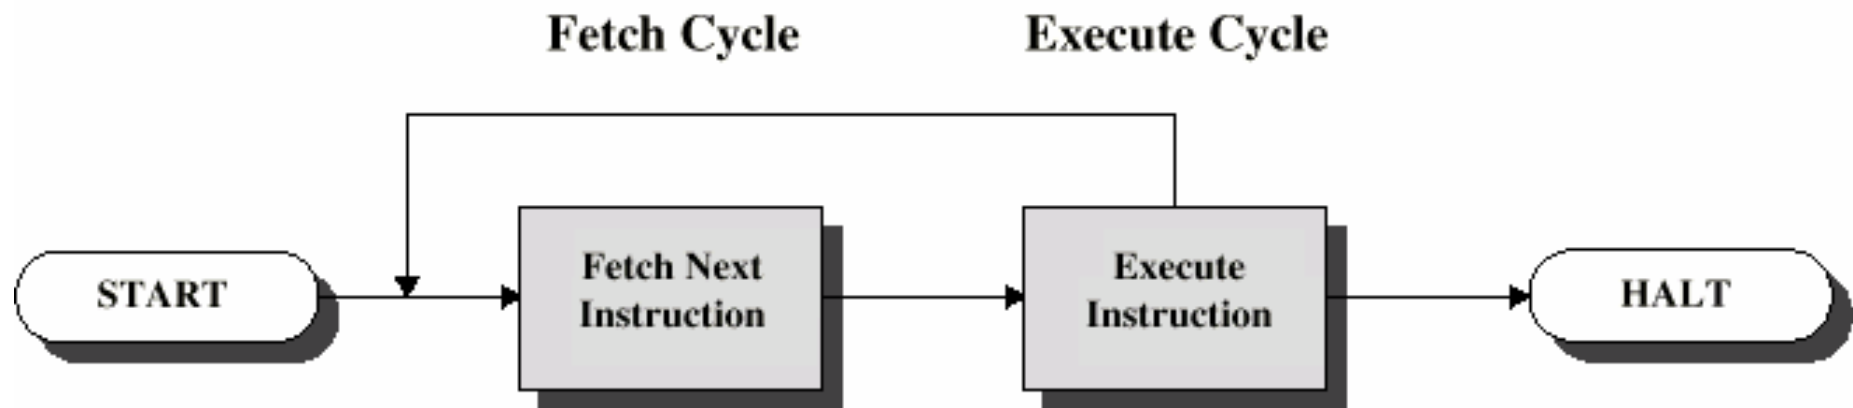 Fetch Cycle
Execute Cycle
START
Fetch Next
Instruction
Execute
Instruction
HALT